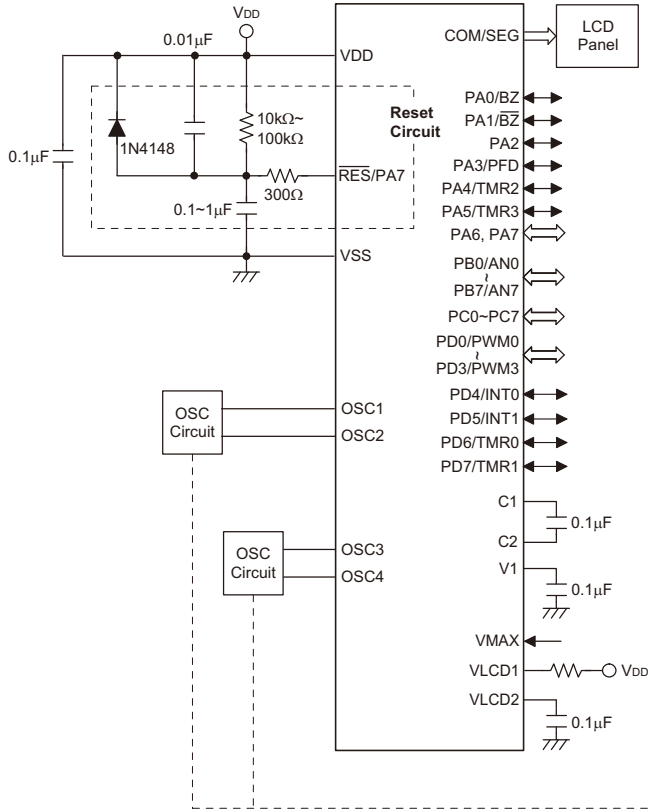 VDD
0.01μF
VDD
COM/SEG
LCD
Panel
Reset
Circuit
10kΩ~
100kΩ
1N4148
0.1μF
RES/PA7
300Ω
0.1~1μF
VSS
PA0/BZ
PA1/BZ
PA2
PA3/PFD
PA4/TMR2
PA5/TMR3
PA6, PA7
PB0/AN0
~
PB7/AN7
PC0~PC7
PD0/PWM0
~
PD3/PWM3
PD4/INT0
PD5/INT1
PD6/TMR0
PD7/TMR1
OSC
Circuit
OSC1
OSC2
OSC
Circuit
OSC3
OSC4
C1
0.1μF
C2
V1
0.1μF
VMAX
VLCD1
VDD
VLCD2
0.1μF